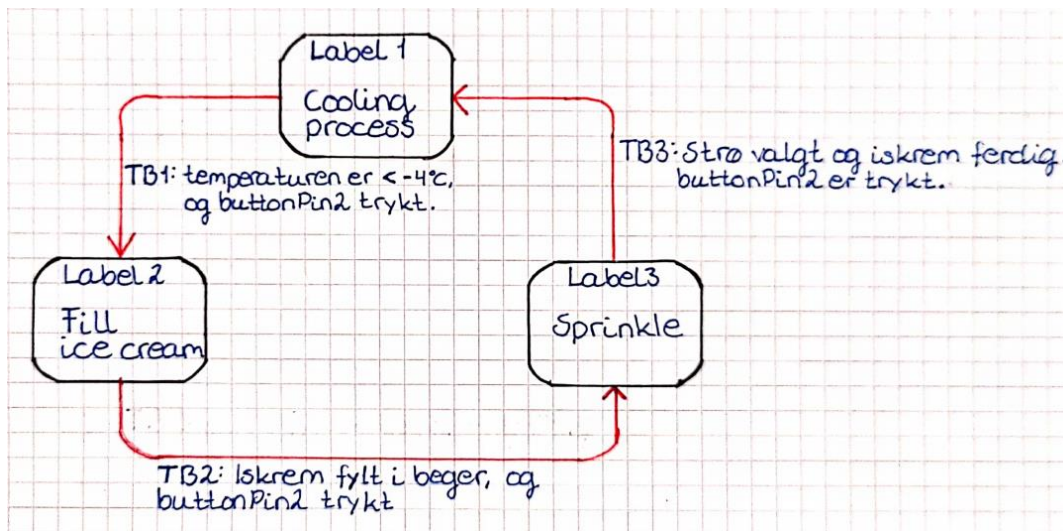 Label 1
Cooling
process
TB1: temperaturen er < -4°C,
og buttonPin2 trykt.
TB3: Strø valgt og iskrem ferdig
buttonPin2 er trykt.
Label 2
Fill
ice cream
Label3
Sprinkle
TB2: Iskrem fylt i beger, og
buttonPin2 trykt